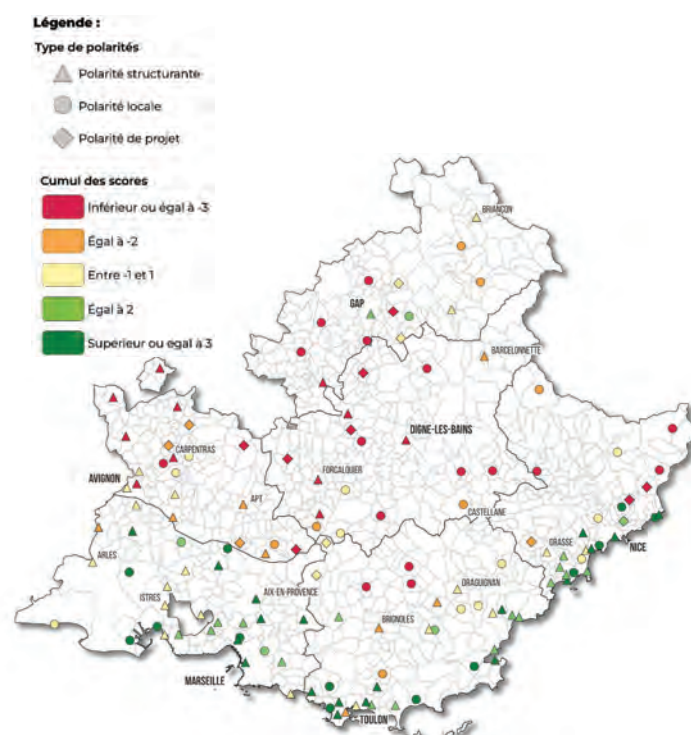 Légende :
Type de polarités
Polarité structurante
Polarité locale
Polarité de projet
Cumul des scores
Inférieur ou égal à -3
Égal à -2
Entre -1 et 1
Égal à 2
Supérieur ou égal à 3
BRIANÇON
GAP
BARCELONNETTE
DIGNE-LES-BAINS
CARPENTRAS
AVIGNON
FORCALQUIER
APT
CASTELLANE
GRASSE
NICE
ARLES
DRAGUIGNAN
ISTRES
AIX-EN-PROVENCE
BRIGNOLES
MARSEILLE
TOULON